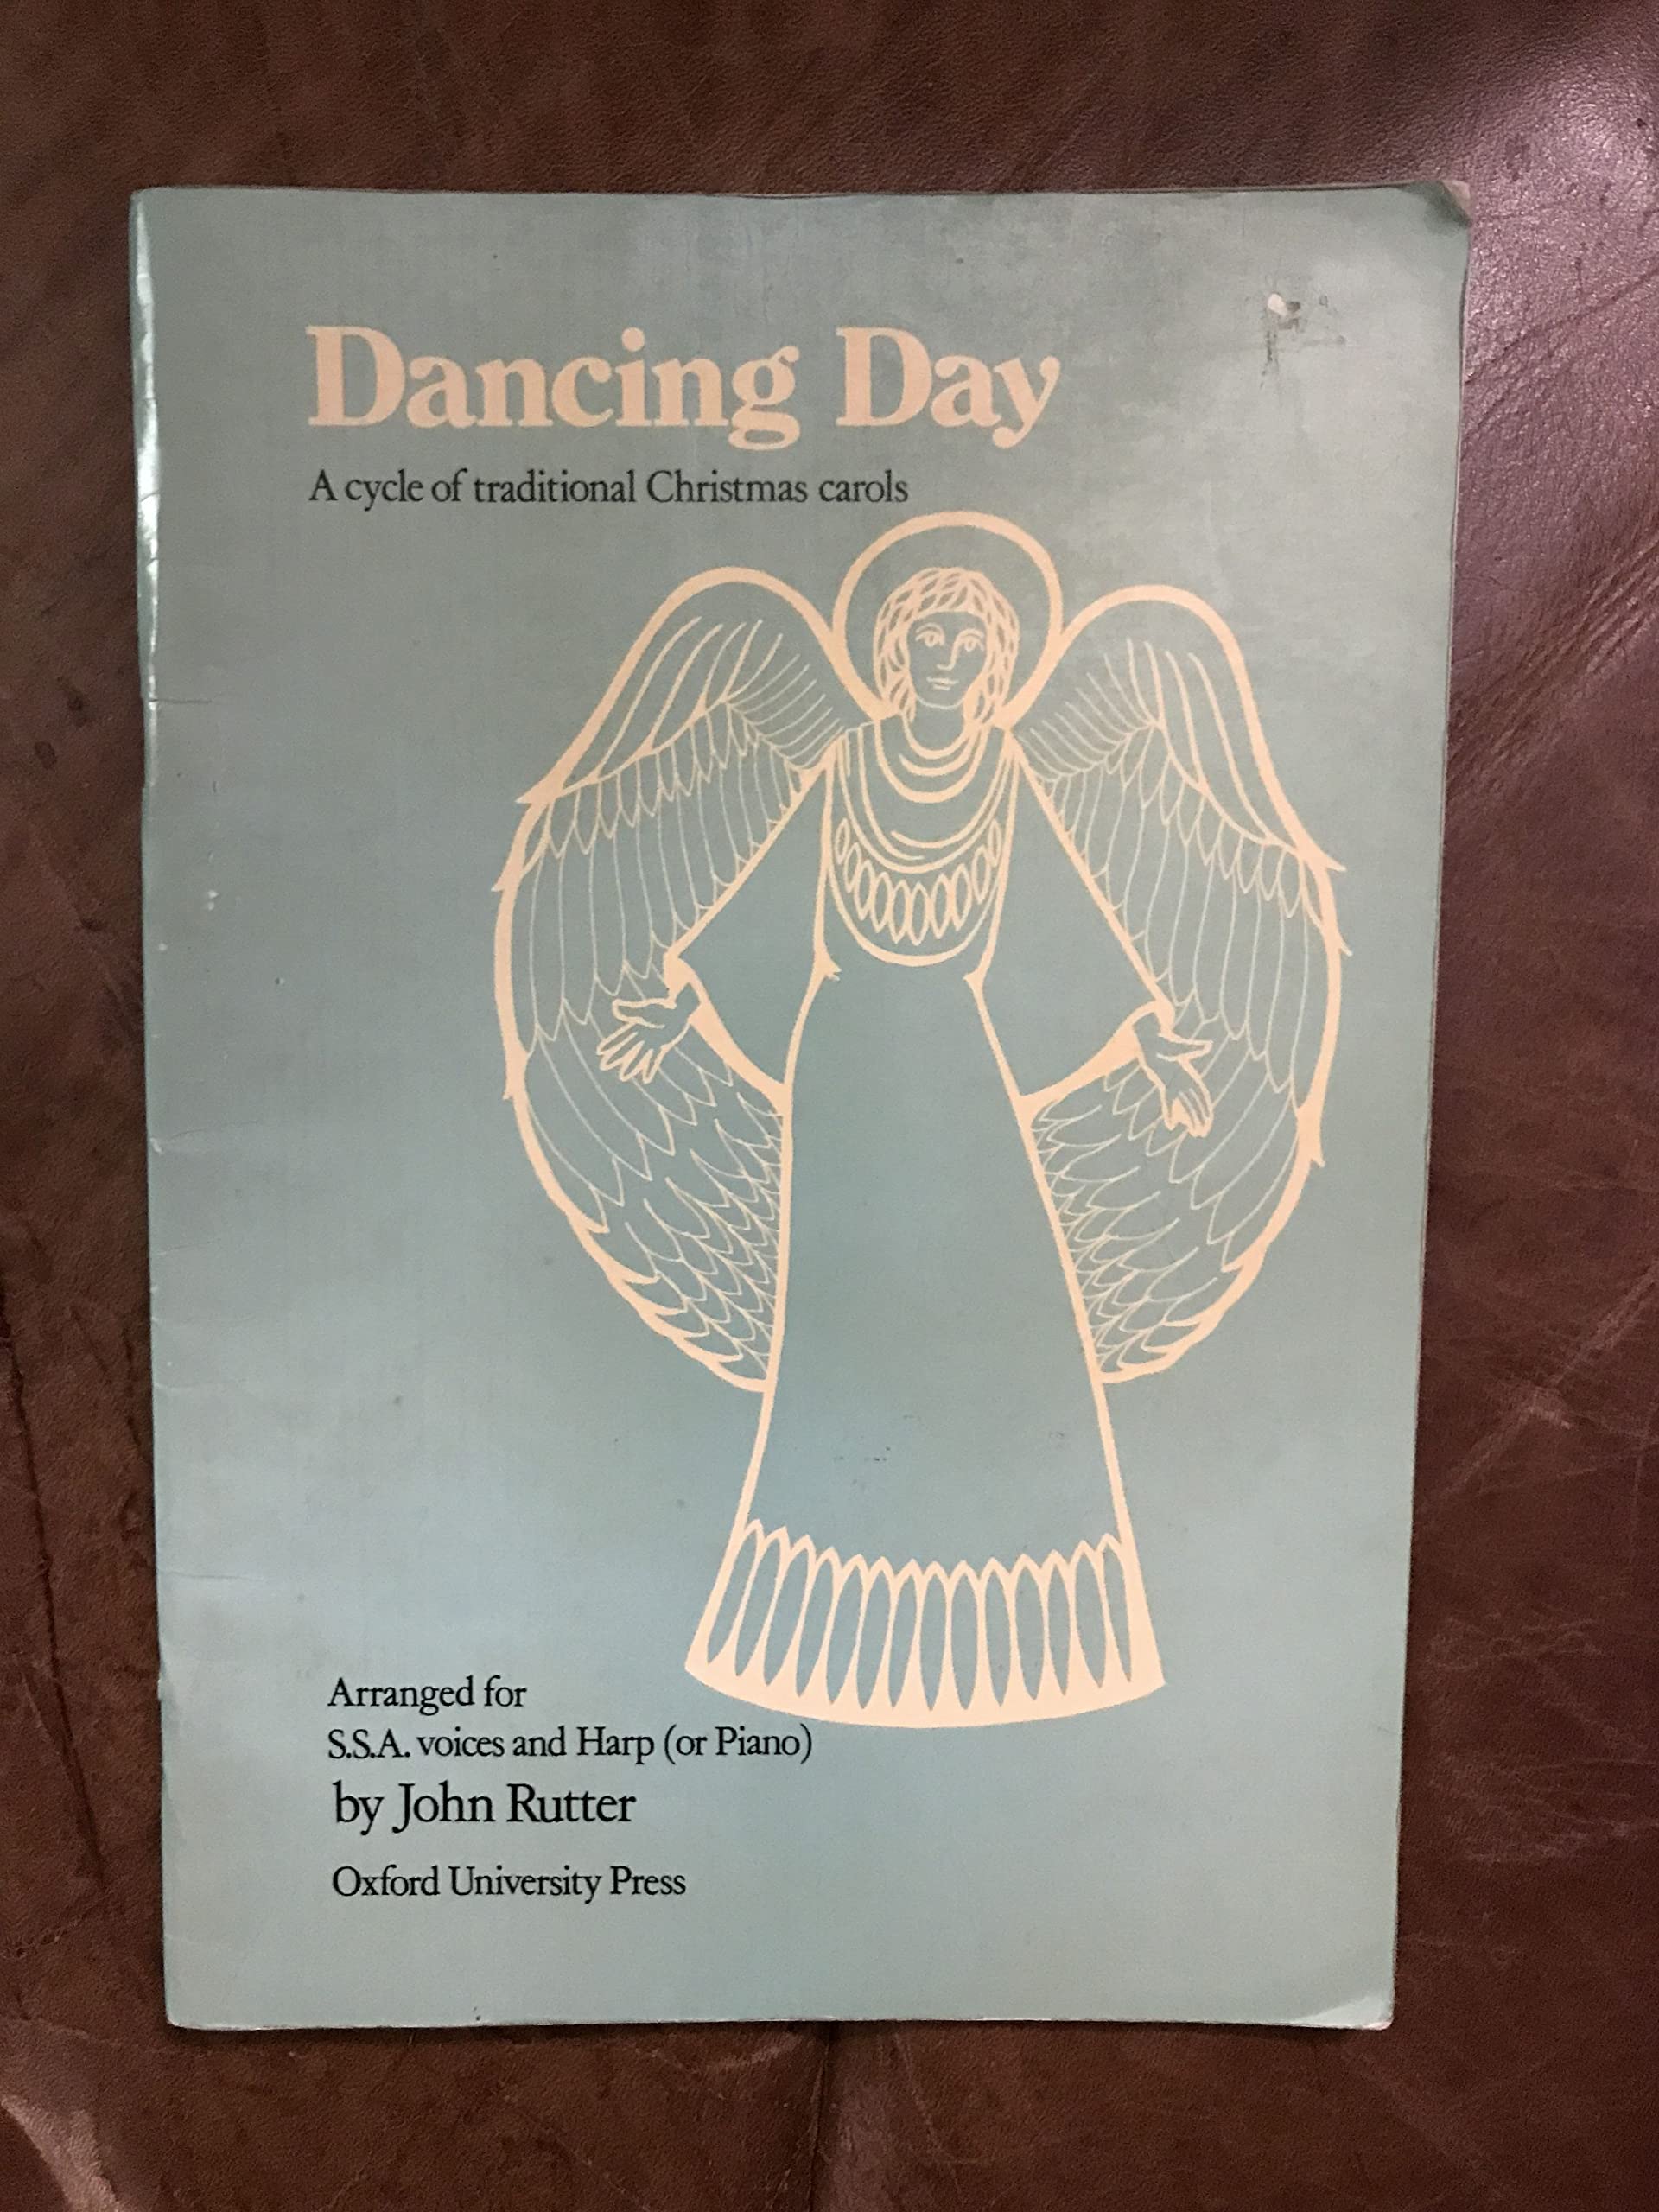 Dancing Day
A cycle of traditional Christmas carols
Arranged for
S.S.A. voices and Harp (or Piano)
by John Rutter
Oxford University Press